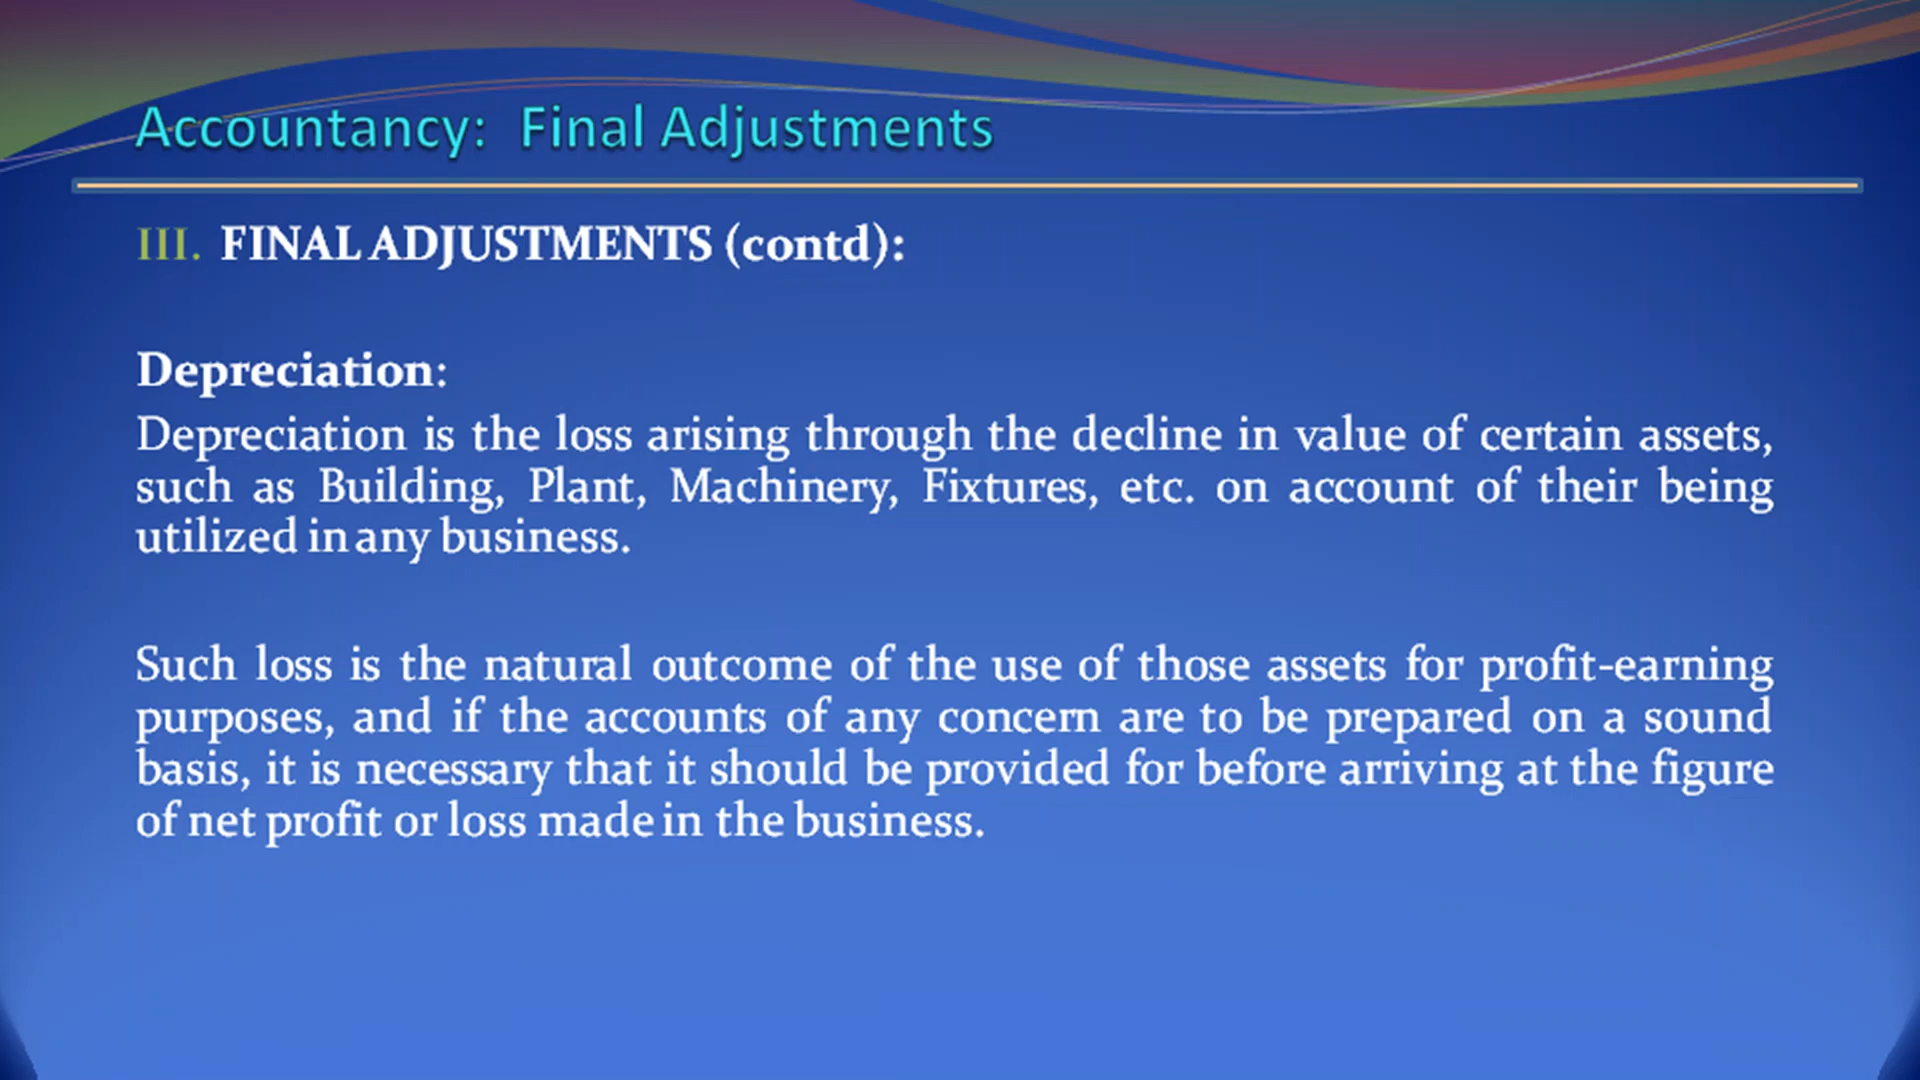 Accountancy: Final Adjustments
III. FINAL ADJUSTMENTS (contd):
Depreciation:
Depreciation is the loss arising through the decline in value of certain assets,
such as Building, Plant, Machinery, Fixtures, etc. on account of their being
utilized in any business.
Such loss is the natural outcome of the use of those assets for profit-earning
purposes, and if the accounts of any concern are to be prepared on a sound
basis, it is necessary that it should be provided for before arriving at the figure
of net profit or loss made in the business.